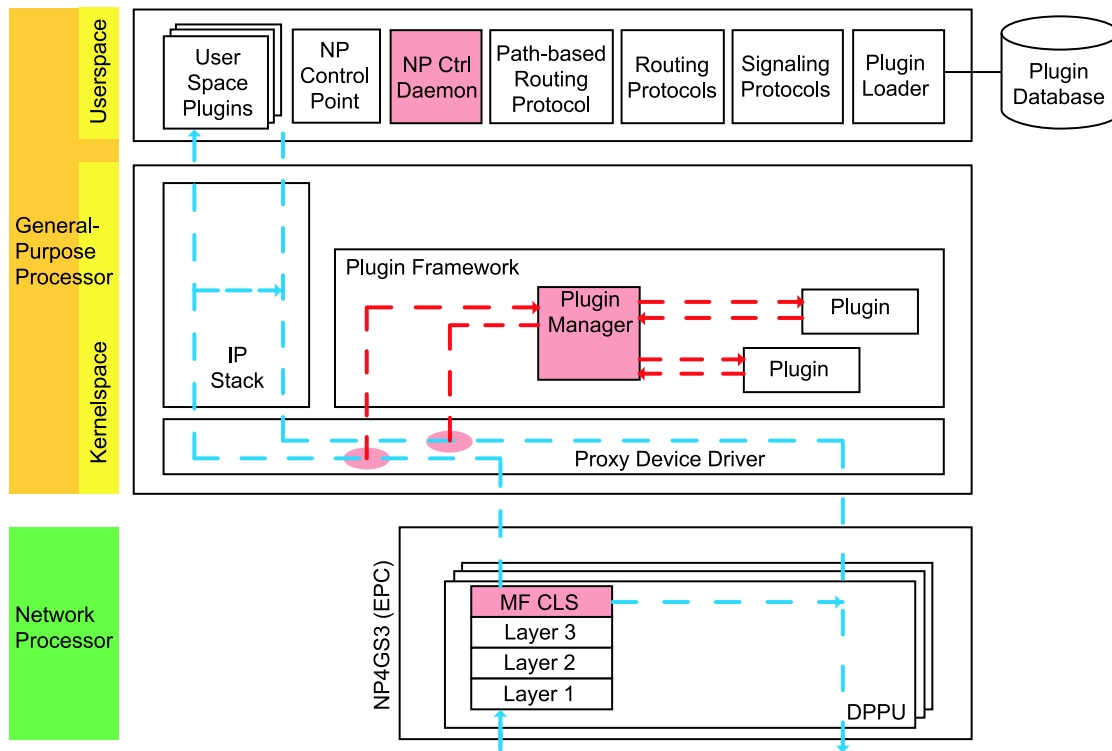 Userspace
User
Space
Plugins
NP
Control
Point
NP Ctrl
Daemon
Path-based
Routing
Protocol
Routing
Protocols
Signaling
Protocols
Plugin
Loader
Plugin
Database
General-
Purpose
Processor
Kernelspace
IP
Stack
Plugin Framework
Plugin
Manager
Plugin
Plugin
Proxy Device Driver
Network
Processor
NP4GS3 (EPC)
MF CLS
Layer 3
Layer 2
Layer 1
DPPU